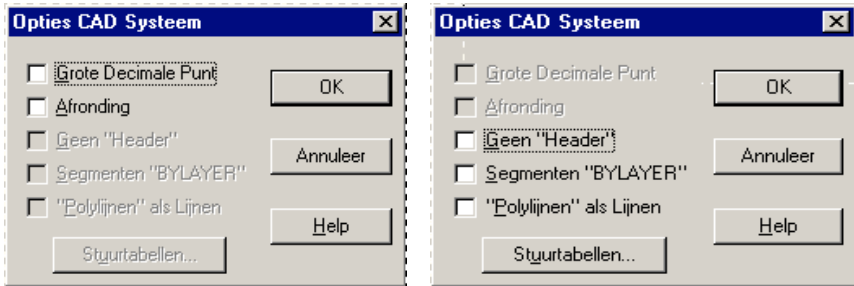 Opties CAD Systeem
Grote Decimale Punt
Afronding
Geen "Header"
Segmenten "BYLAYER"
"Polylijnen" als Lijnen
OK
Annuleer
Help
Stuurtabellen...
Opties CAD Systeem
Grote Decimale Punt
Afronding
Geen "Header"
Segmenten "BYLAYER"
"Polylijnen" als Lijnen
OK
Annuleer
Help
Stuurtabellen...